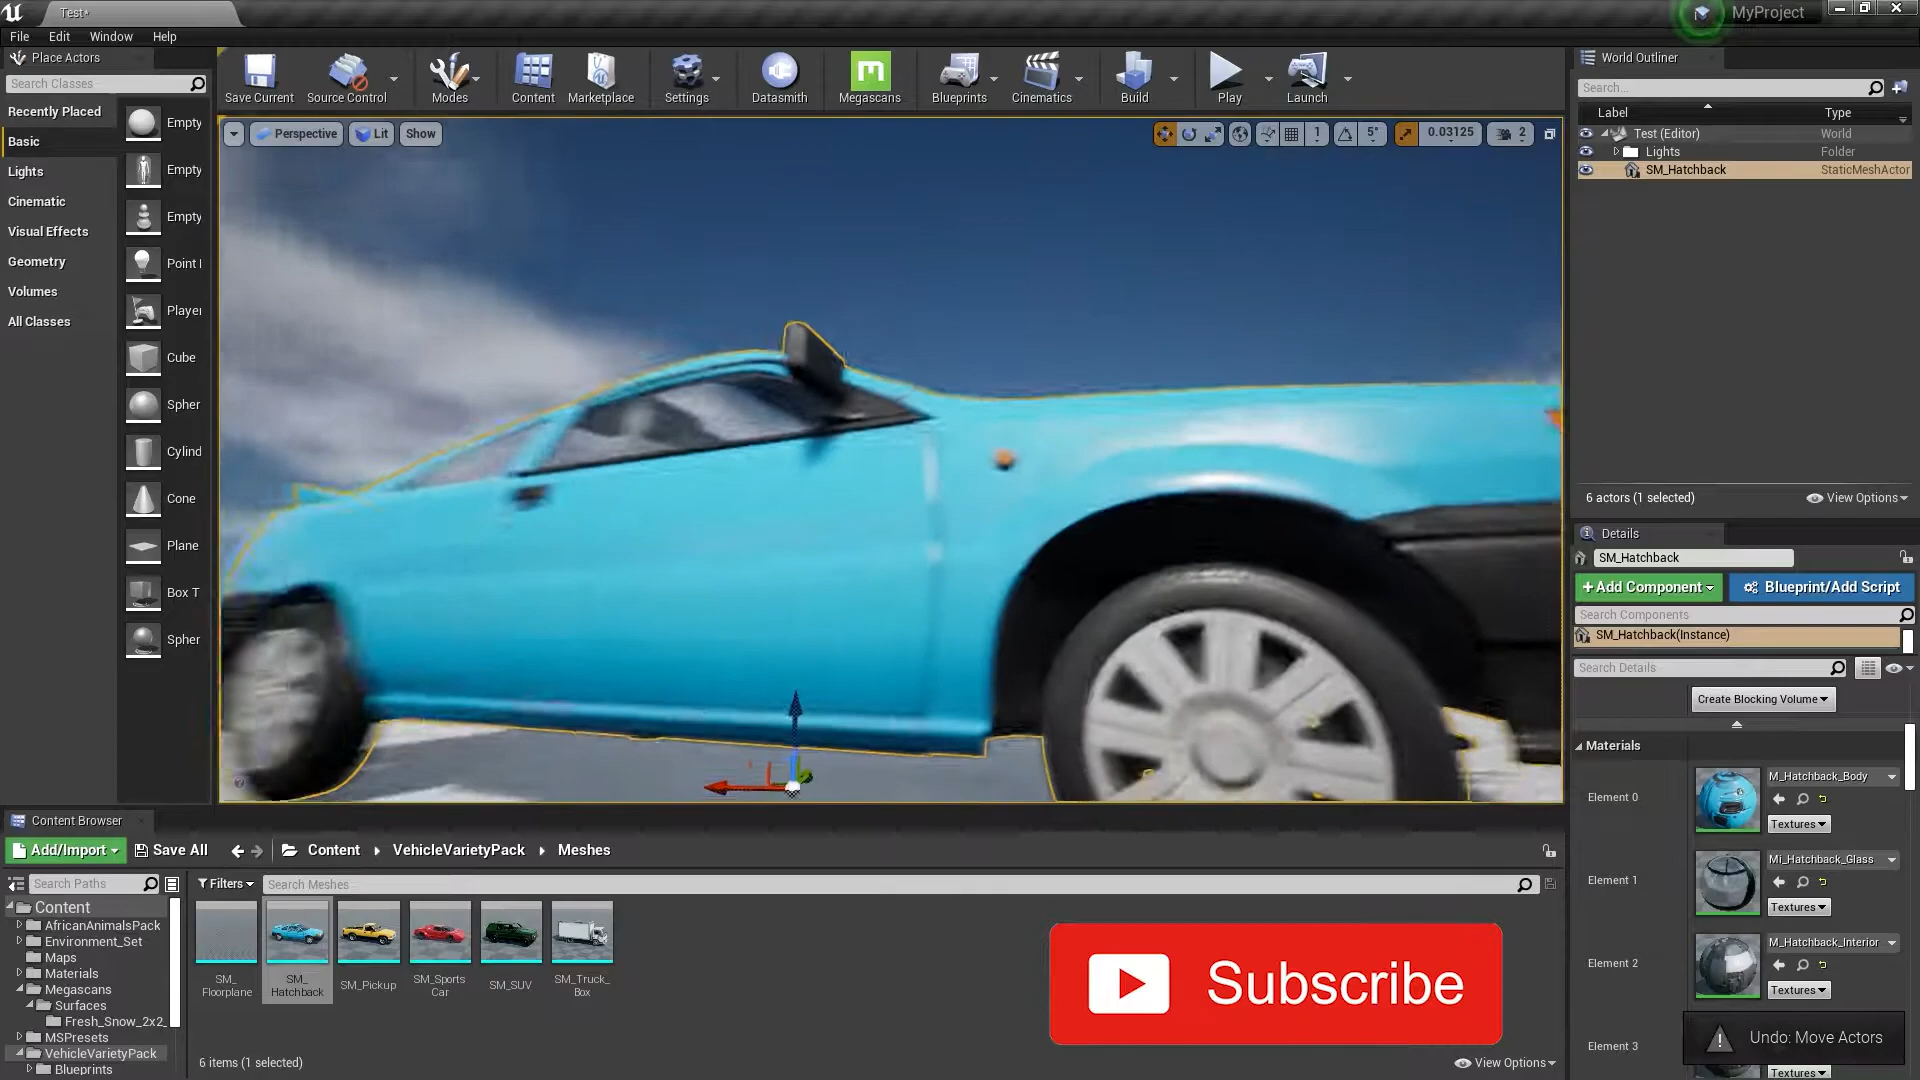 Test*
MyProject
File
Edit
Window
Help
Place Actors
Search Classes
Recently Placed
Basic
Lights
Cinematic
Visual Effects
Geometry
Volumes
All Classes
Empty
Empty
Empty
Point
Player
Cube
Spher
Cylind
Cone
Plane
Box T
Spher
Save Current
Source Control
Modes
Content
Marketplace
Settings
Datasmith
Megascans
Blueprints
Cinematics
Build
Play
Launch
Perspective
Lit
Show
1
5°
0.03125
2
World Outliner
Search...
Label
Type
Test (Editor)
World
Lights
Folder
SM_Hatchback
StaticMeshActor
6 actors (1 selected)
View Options
Details
SM_Hatchback
+Add Component
Blueprint/Add Script
Search Components
SM_Hatchback(Instance)
Search Details
Create Blocking Volume
Materials
Element 0
M_Hatchback_Body
Textures
Element 1
Mi_Hatchback_Glass
Textures
Element 2
M_Hatchback_Interior
Textures
Element 3
Textures
Undo: Move Actors
Content Browser
Add/Import
Save All
Content
VehicleVarietyPack
Meshes
Search Paths
Filters
Search Meshes
Content
AfricanAnimalsPack
Environment_Set
Maps
Materials
Megascans
Surfaces
Fresh_Snow_2x2_
MSPresets
VehicleVarietyPack
Blueprints
SM_
Floorplane
SM_
Hatchback
SM_Pickup
SM_Sports
Car
SM_SUV
SM_Truck_
Box
6 items (1 selected)
View Options
Subscribe